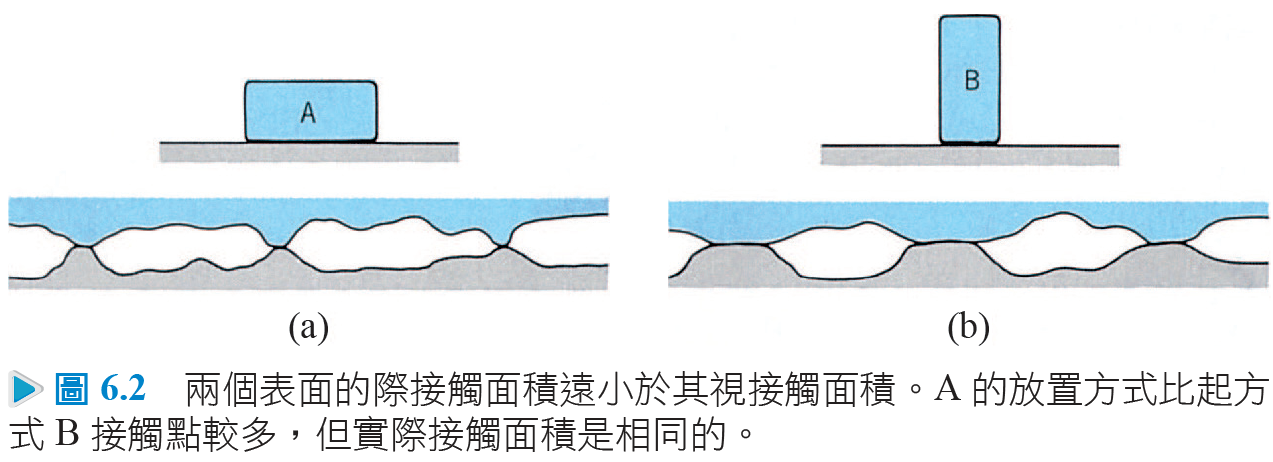 A
B
(a)
(b)
圖 6.2 兩個表面的際接觸面積遠小於其視接觸面積。A 的放置方式比起方
式 B 接觸點較多，但實際接觸面積是相同的。